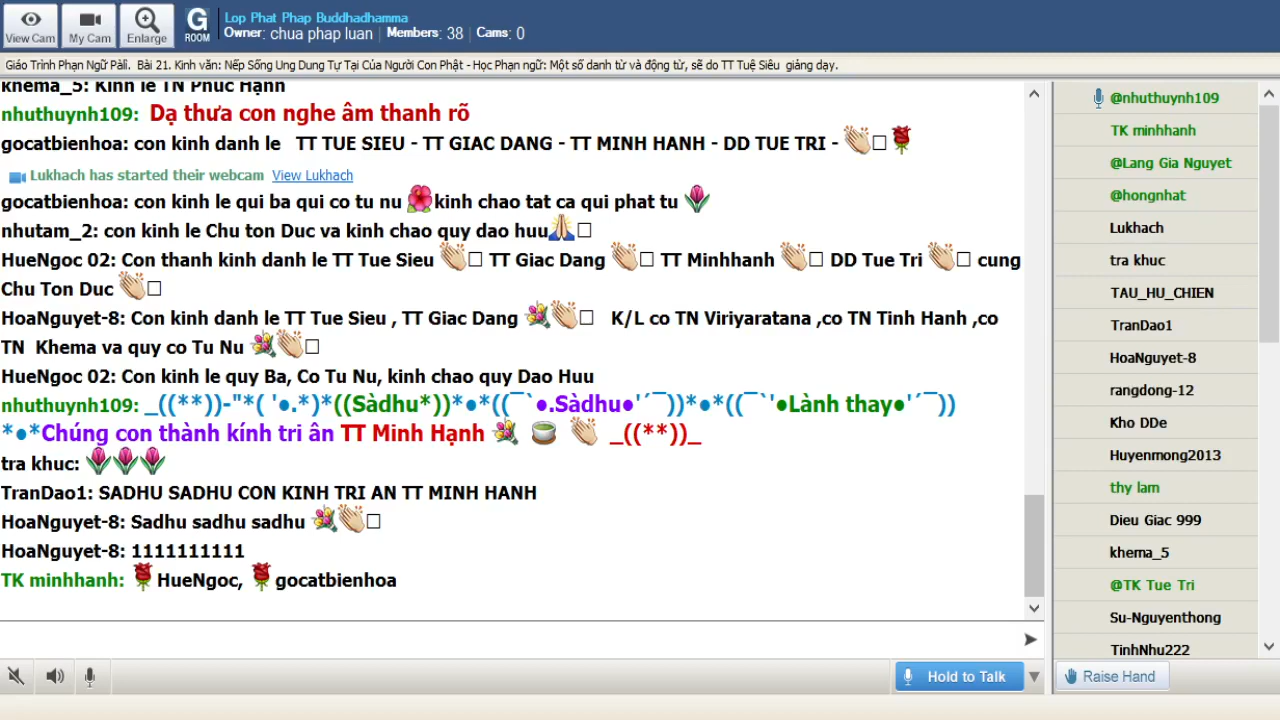 View Cam
My Cam
Enlarge
G
ROOM
Lop Phat Phap Buddhadhamma
Owner: chua phap luan Members: 38 Cams: 0
Giáo Trình Phạn Ngữ Pàli. Bài 21. Kinh văn: Nếp Sống Ung Dung Tự Tại Của Người Con Phật - Học Phạn ngữ: Một số danh từ và động từ, sẽ do TT Tuệ Siêu giảng dạy.
khema_5: Kinh le TN Phuc Hạnh
nhuthuynh109: Dạ thưa con nghe âm thanh rõ
gocatbienhoa: con kinh danh le TT TUE SIEU - TT GIAC DANG - TT MINH HANH - DD TUE TRI - 👏🌹
Lukhach has started their webcam View Lukhach
gocatbienhoa: con kinh le qui ba qui co tu nu 🌺kinh chao tat ca qui phat tu 🌷
nhutam_2: con kinh le Chu ton Duc va kinh chao quy dao huu🙏
HueNgoc 02: Con thanh kinh danh le TT Tue Sieu 👏 TT Giac Dang 👏 TT Minhhanh 👏 DD Tue Tri 👏 cung
Chu Ton Duc 👏
HoaNguyet-8: Con kinh danh le TT Tue Sieu , TT Giac Dang 💐👏 K/L co TN Viriyaratana ,co TN Tinh Hanh ,co
TN Khema va quy co Tu Nu 💐👏
HueNgoc 02: Con kinh le quy Ba, Co Tu Nu, kinh chao quy Dao Huu
nhuthuynh109: _((**))-"*( '●.*)*((Sàdhu*))*●*((¯`●.Sàdhu●'´¯))*●*((¯`'●Lành thay●'´¯))
*●*Chúng con thành kính tri ân TT Minh Hạnh 💐 🍵 👏 _((**))_
tra khuc: 🌷🌷🌷
TranDao1: SADHU SADHU CON KINH TRI AN TT MINH HANH
HoaNguyet-8: Sadhu sadhu sadhu 💐👏
HoaNguyet-8: 1111111111
TK minhhanh: 🌹HueNgoc, 🌹gocatbienhoa
Hold to Talk
@nhuthuynh109
TK minhhanh
@Lang Gia Nguyet
@hongnhat
Lukhach
tra khuc
TAU_HU_CHIEN
TranDao1
HoaNguyet-8
rangdong-12
Kho DDe
Huyenmong2013
thy lam
Dieu Giac 999
khema_5
@TK Tue Tri
Su-Nguyenthong
TinhNhu222
Raise Hand